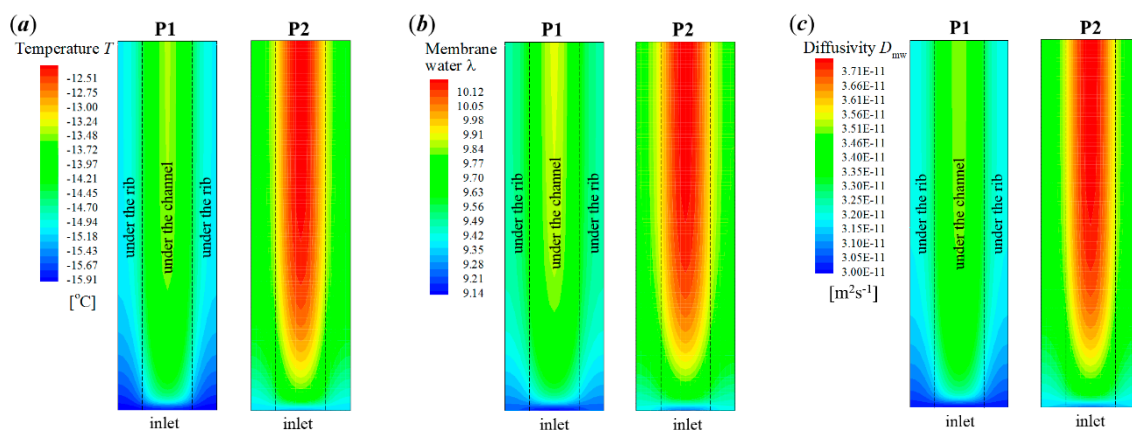 (a)
P1
P2
Temperature T
-12.51
-12.75
-13.00
-13.24
-13.48
-13.72
-13.97
-14.21
-14.45
-14.70
-14.94
-15.18
-15.43
-15.67
-15.91
[°C]
under the rib
under the channel
under the rib
inlet
inlet
(b)
P1
P2
Membrane
water λ
10.12
10.05
9.98
9.91
9.84
9.77
9.70
9.63
9.56
9.49
9.42
9.35
9.28
9.21
9.14
under the rib
under the channel
under the rib
inlet
inlet
(c)
P1
P2
Diffusivity Dmw
3.71E-11
3.66E-11
3.61E-11
3.56E-11
3.51E-11
3.46E-11
3.40E-11
3.35E-11
3.30E-11
3.25E-11
3.20E-11
3.15E-11
3.10E-11
3.05E-11
3.00E-11
[m²s⁻¹]
under the rib
under the channel
under the rib
inlet
inlet